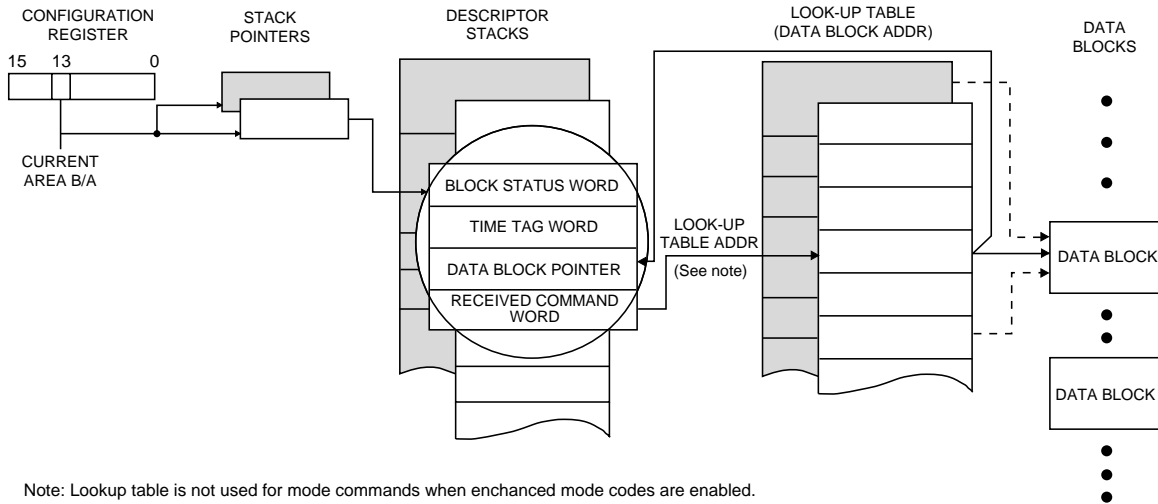 CONFIGURATION
REGISTER
15 13 0
CURRENT
AREA B/A
STACK
POINTERS
DESCRIPTOR
STACKS
BLOCK STATUS WORD
TIME TAG WORD
DATA BLOCK POINTER
RECEIVED COMMAND
WORD
LOOK-UP
TABLE ADDR
(See note)
LOOK-UP TABLE
(DATA BLOCK ADDR)
DATA
BLOCKS
DATA BLOCK
DATA BLOCK
Note: Lookup table is not used for mode commands when enchanced mode codes are enabled.